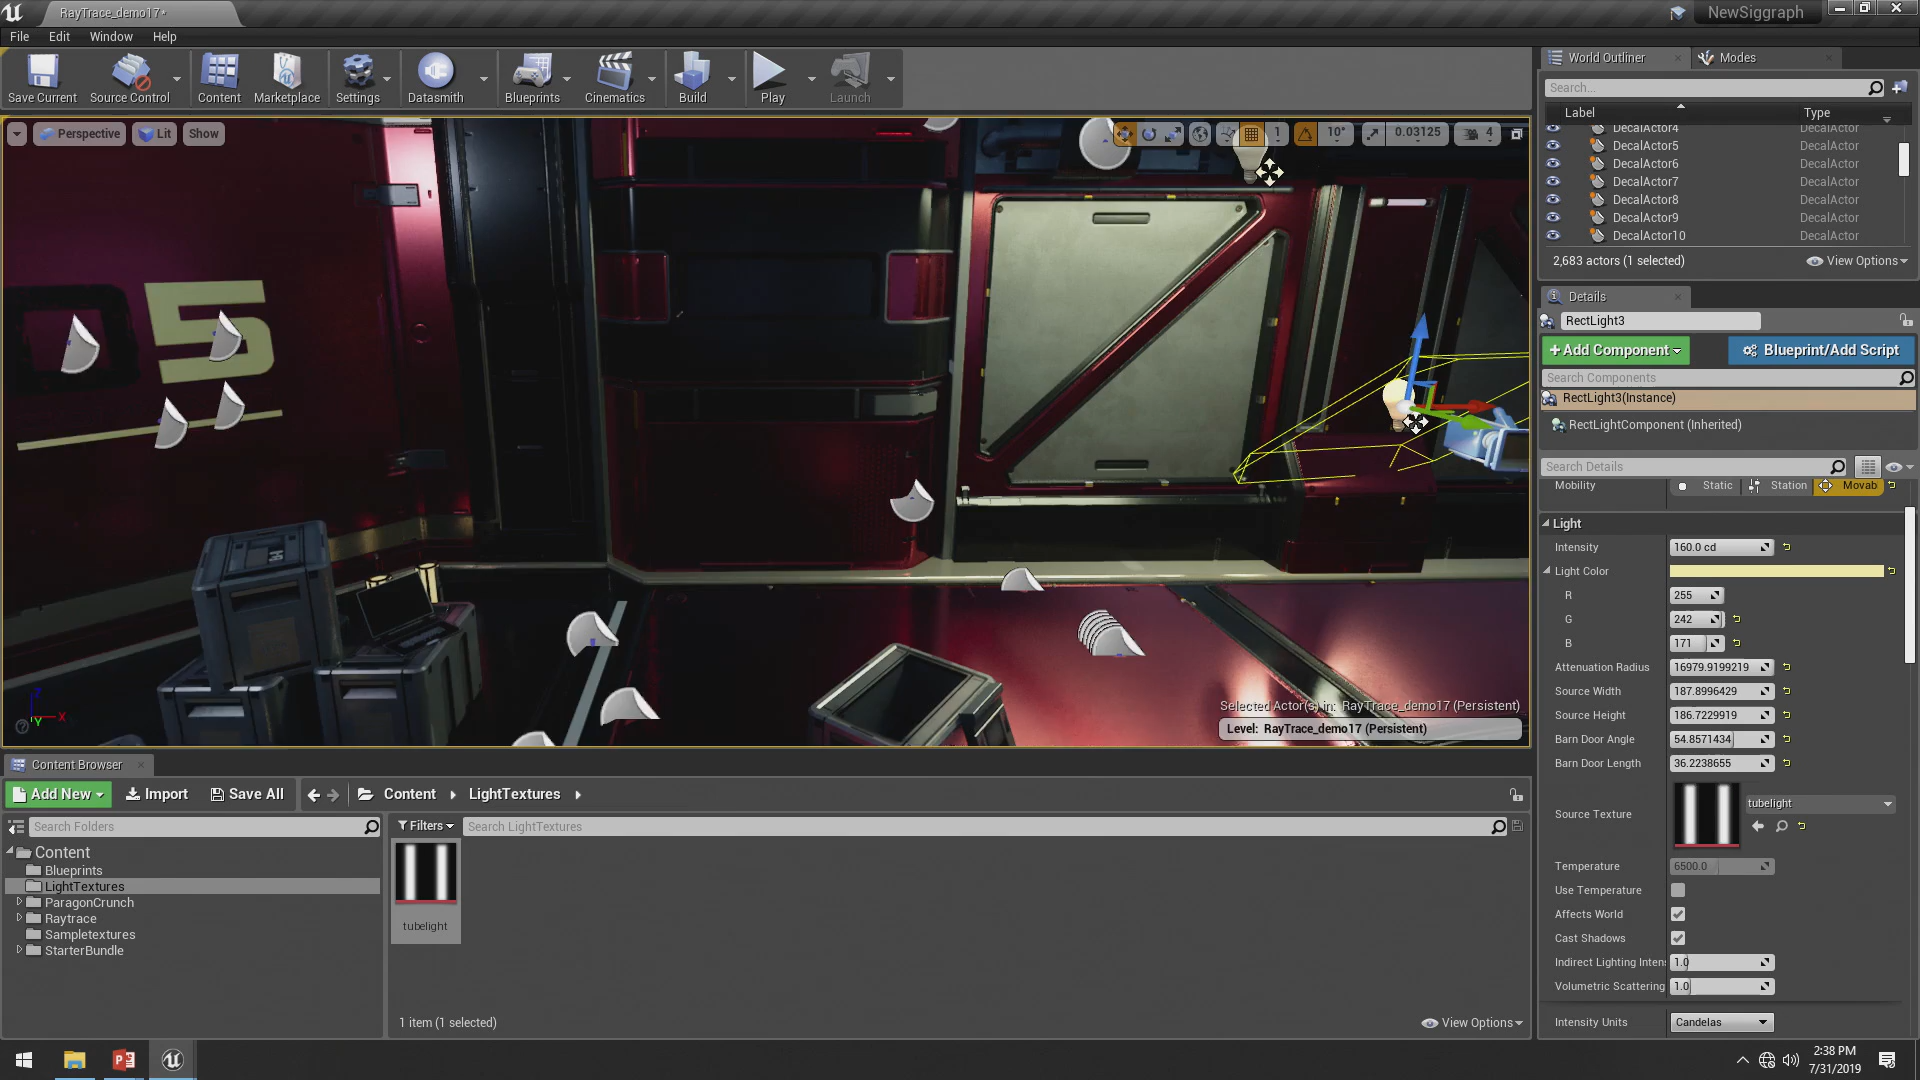 RayTrace_demo17*
NewSiggraph
File Edit Window Help
Save Current
Source Control
Content
Marketplace
Settings
Datasmith
Blueprints
Cinematics
Build
Play
Launch
Perspective
Lit
Show
1
10°
0.03125
4
05
Selected Actor(s) in: RayTrace_demo17 (Persistent)
Level: RayTrace_demo17 (Persistent)
Z
X
Y
World Outliner
Modes
Search...
Label Type
DecalActor4 DecalActor
DecalActor5 DecalActor
DecalActor6 DecalActor
DecalActor7 DecalActor
DecalActor8 DecalActor
DecalActor9 DecalActor
DecalActor10 DecalActor
2,683 actors (1 selected)
View Options
Details
RectLight3
+Add Component
Blueprint/Add Script
Search Components
RectLight3(Instance)
RectLightComponent (Inherited)
Search Details
Mobility Static Station Movab
Light
Intensity 160.0 cd
Light Color
R 255
G 242
B 171
Attenuation Radius 16979.9199219
Source Width 187.8996429
Source Height 186.7229919
Barn Door Angle 54.8571434
Barn Door Length 36.2238655
Source Texture tubelight
Temperature 6500.0
Use Temperature
Affects World
Cast Shadows
Indirect Lighting Inten 1.0
Volumetric Scattering 1.0
Intensity Units Candelas
Content Browser
Add New
Import
Save All
Content
LightTextures
Search Folders
Filters
Search LightTextures
Content
Blueprints
LightTextures
ParagonCrunch
Raytrace
Sampletextures
StarterBundle
tubelight
1 item (1 selected)
View Options
2:38 PM
7/31/2019